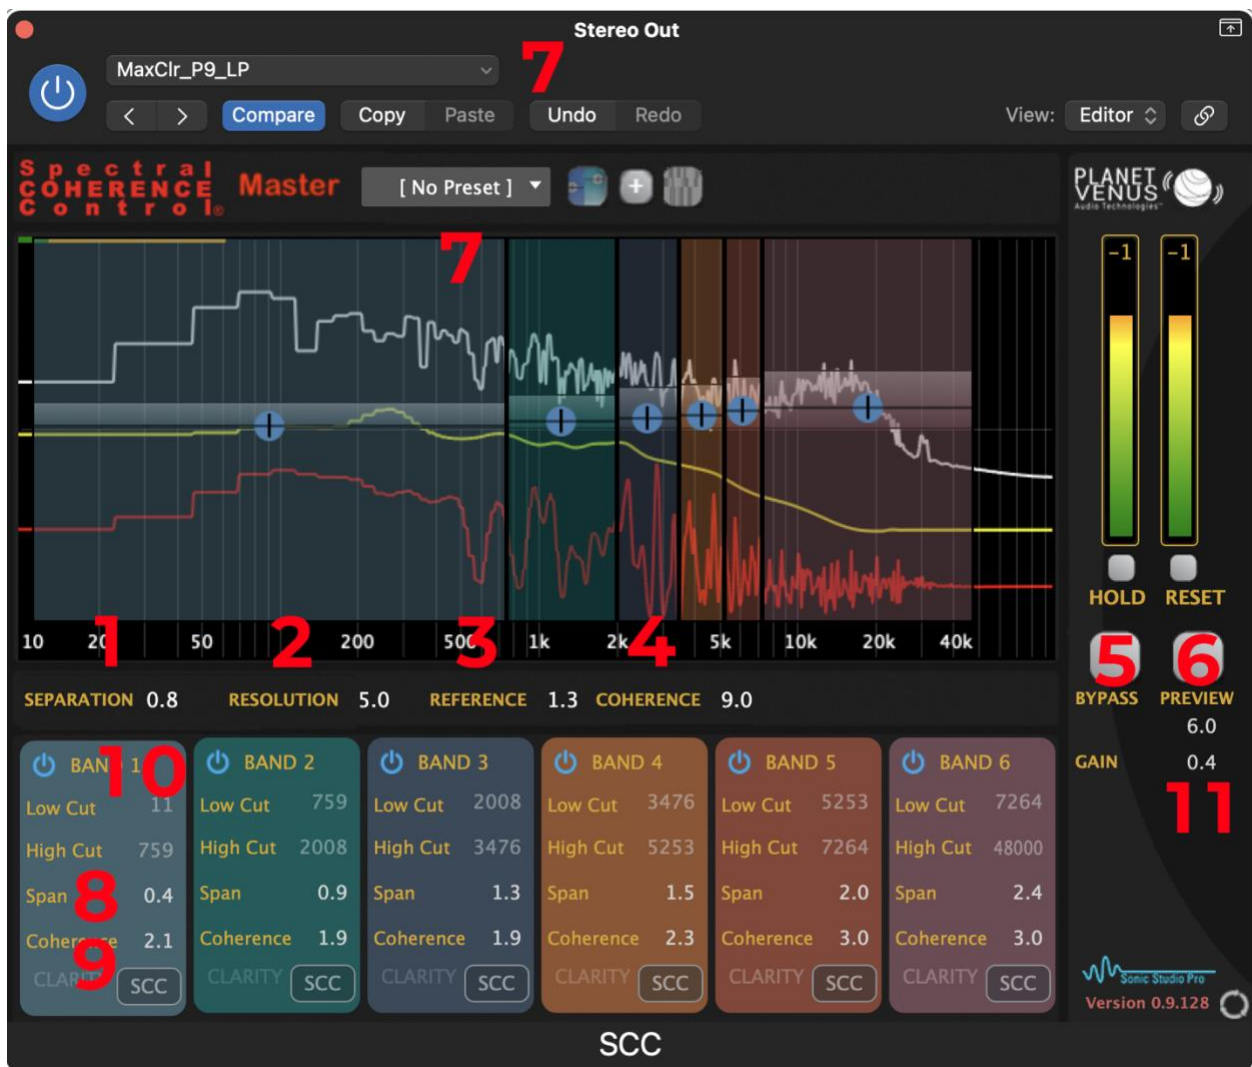 Stereo Out
7
MaxClr_P9_LP
Compare Copy Paste Undo Redo View: Editor
Spectral
COHERENCE
Control®
Master [ No Preset ]
PLANET
VENUS
Audio Technologies™
7
-1 -1
HOLD RESET
10 20 50 200 500 1k 2k 5k 10k 20k 40k
1 2 3 4 5 6
SEPARATION 0.8 RESOLUTION 5.0 REFERENCE 1.3 COHERENCE 9.0
BYPASS PREVIEW
6.0
GAIN 0.4
11
BAND 1 BAND 2 BAND 3 BAND 4 BAND 5 BAND 6
10
Low Cut 11 Low Cut 759 Low Cut 2008 Low Cut 3476 Low Cut 5253 Low Cut 7264
High Cut 759 High Cut 2008 High Cut 3476 High Cut 5253 High Cut 7264 High Cut 48000
8
Span 0.4 Span 0.9 Span 1.3 Span 1.5 Span 2.0 Span 2.4
Coherence 2.1 Coherence 1.9 Coherence 1.9 Coherence 2.3 Coherence 3.0 Coherence 3.0
9
CLARITY SCC CLARITY SCC CLARITY SCC CLARITY SCC CLARITY SCC CLARITY SCC
Sonic Studio Pro
Version 0.9.128
SCC